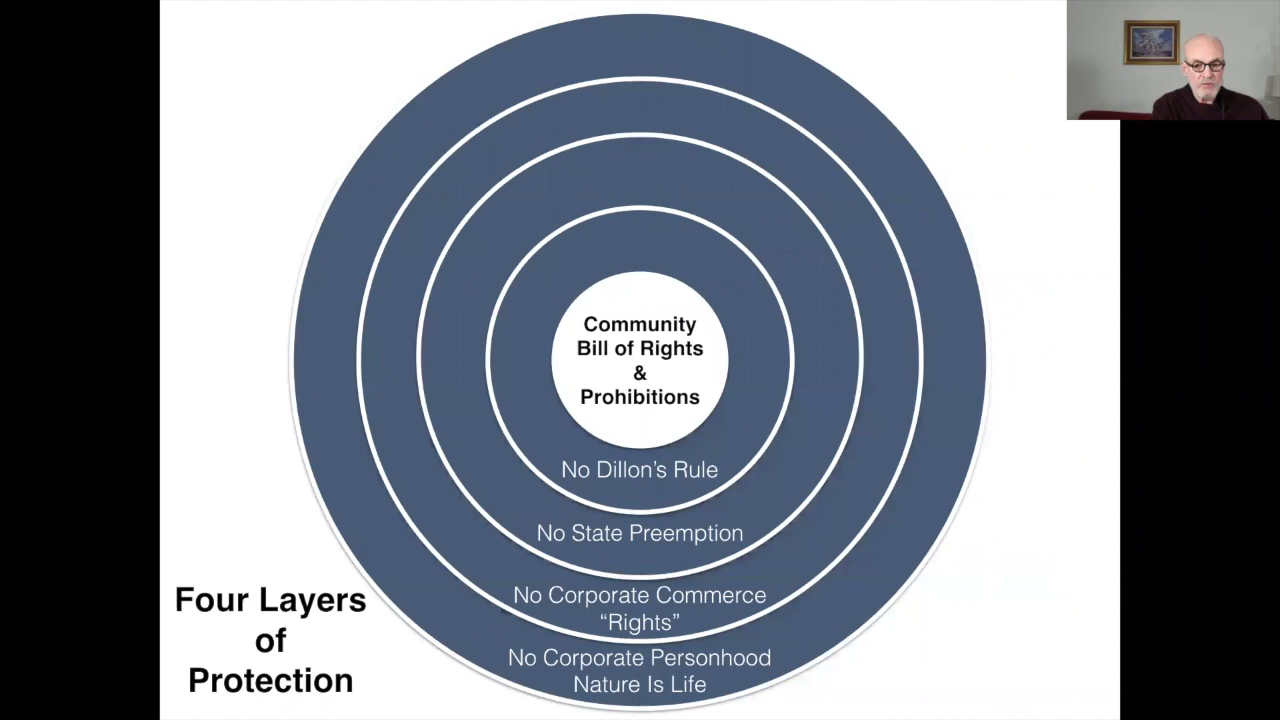 Community
Bill of Rights
&
Prohibitions
No Dillon’s Rule
No State Preemption
No Corporate Commerce
“Rights”
No Corporate Personhood
Nature Is Life
Four Layers
of
Protection